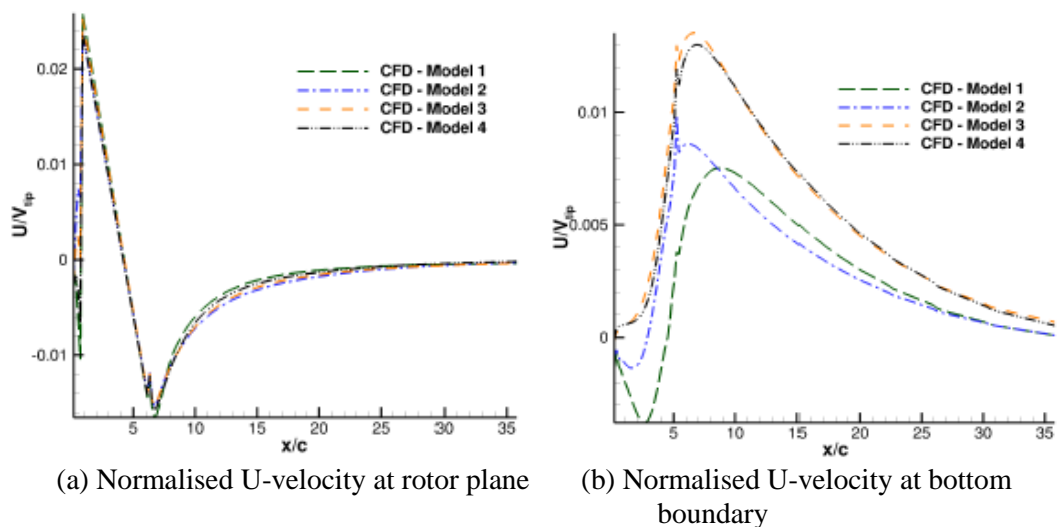 0.02
0.01
0
-0.01
U/Vtip
CFD - Model 1
CFD - Model 2
CFD - Model 3
CFD - Model 4
5 10 15 20 25 30 35
x/c
(a) Normalised U-velocity at rotor plane
0.01
0.005
0
U/Vtip
CFD - Model 1
CFD - Model 2
CFD - Model 3
CFD - Model 4
5 10 15 20 25 30 35
x/c
(b) Normalised U-velocity at bottom
boundary